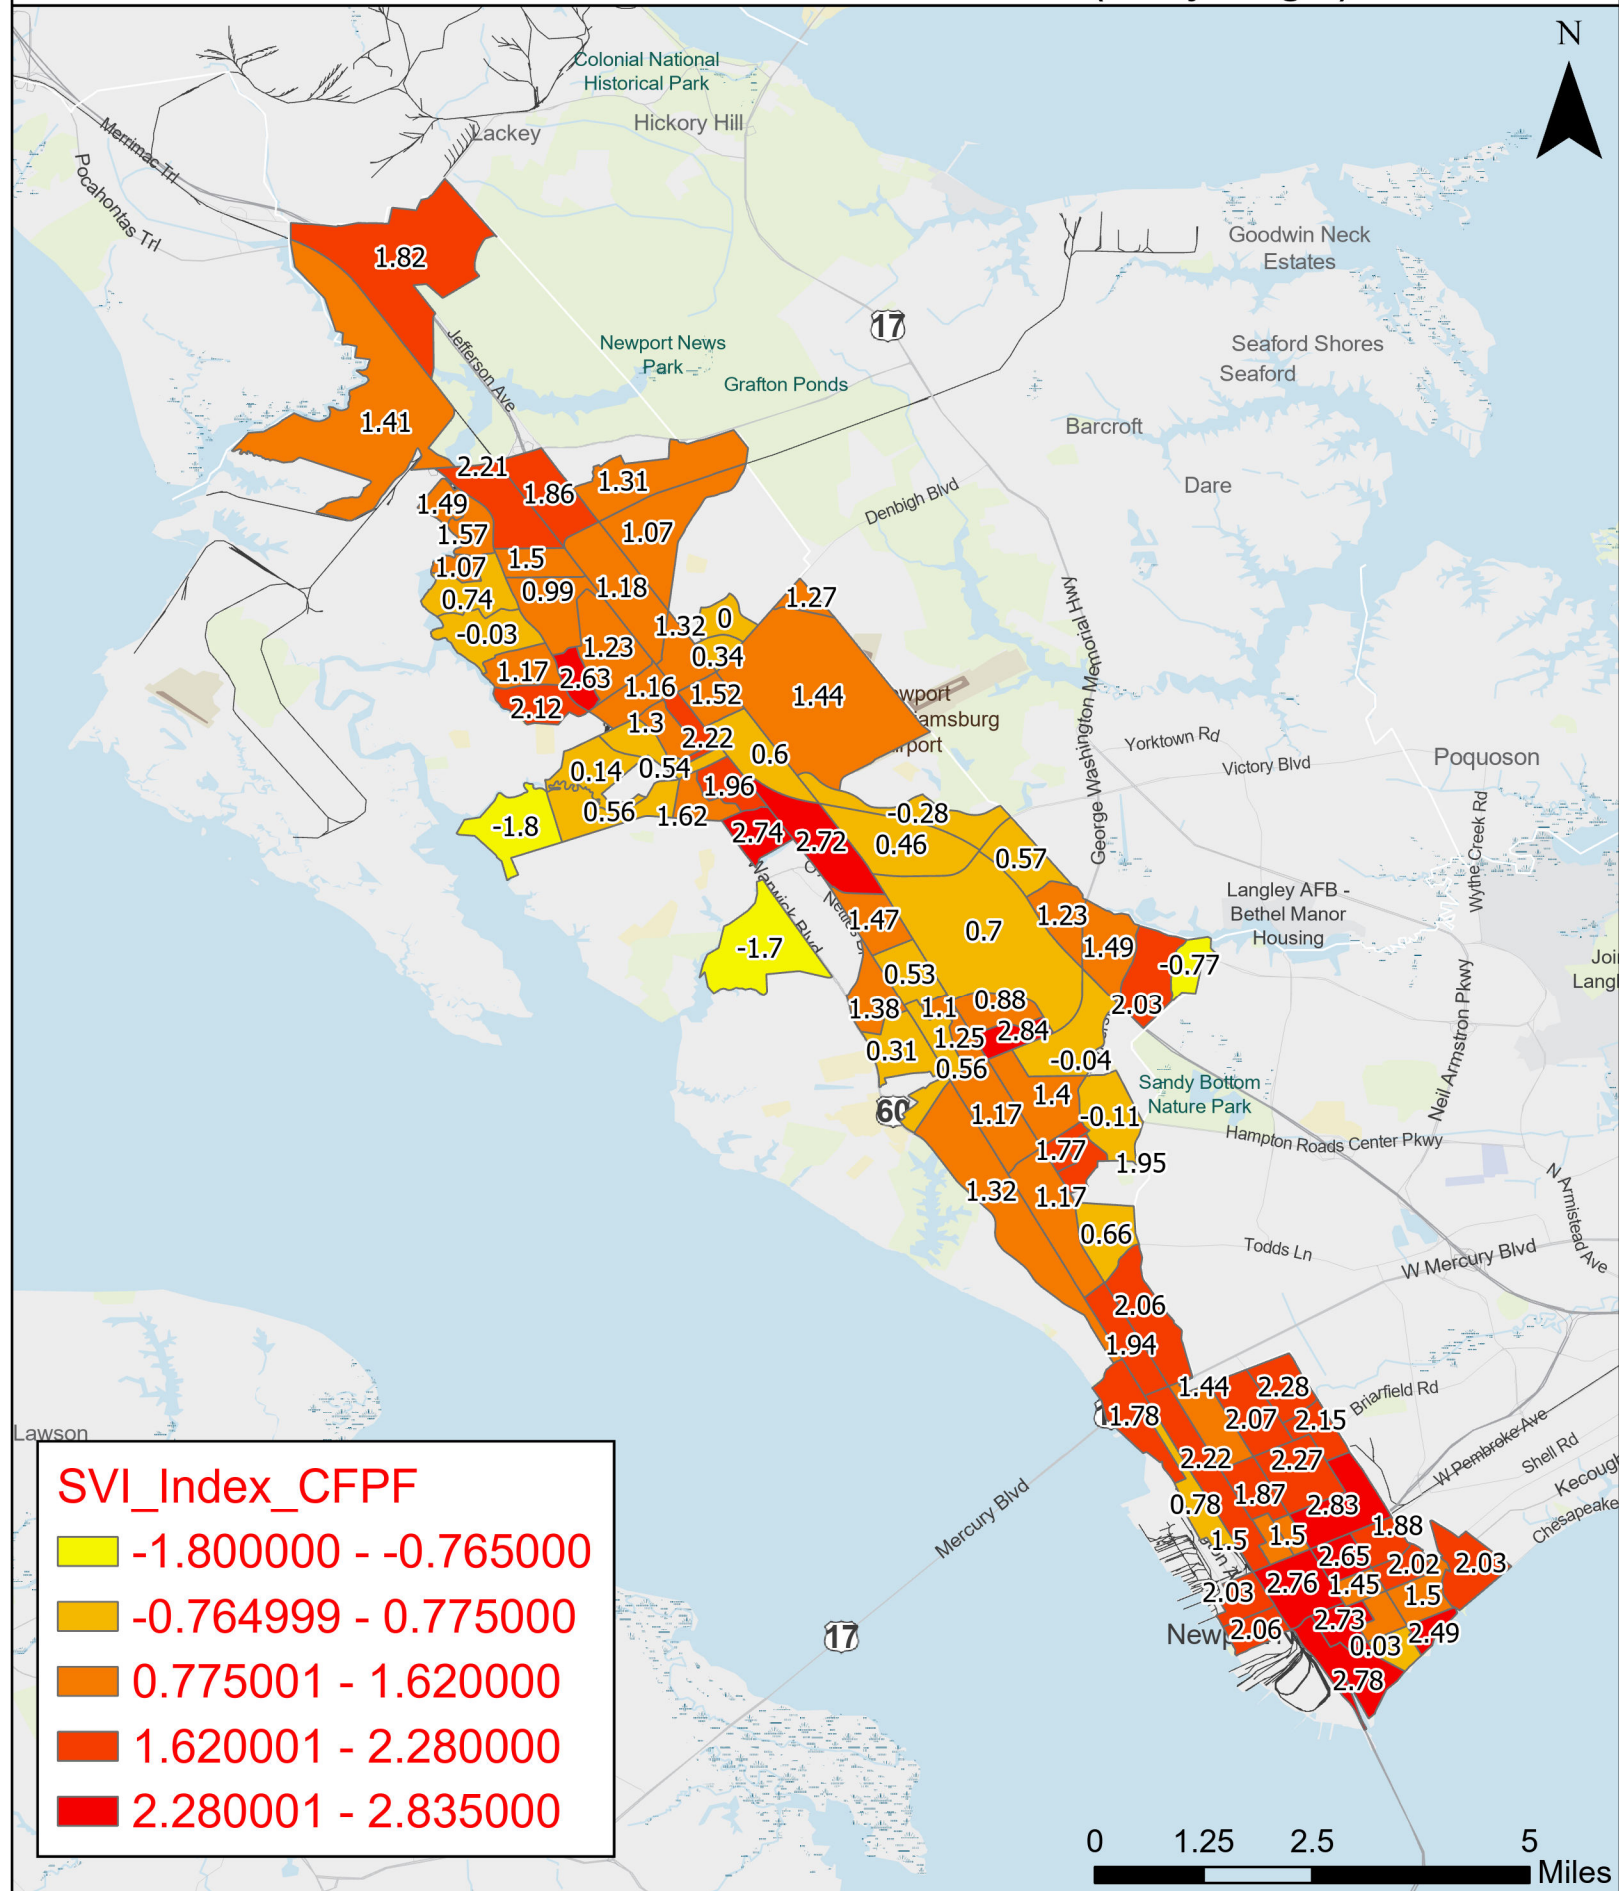 N
Colonial National
Historical Park
Hickory Hill
Lackey
Merrimac Trl
Pocahontas Trl
Goodwin Neck
Estates
1.82
17
Jefferson Ave
Newport News
Park
Grafton Ponds
Seaford Shores
Seaford
1.41
Barcroft
2.21
1.86
1.31
Dare
1.49
Denbigh Blvd
1.57
1.07
1.5
1.07
0.74
0.99
1.18
1.27
George Washington Memorial Hwy
-0.03
1.32
0
1.23
0.34
1.17
2.63
1.16
1.52
1.44
2.12
1.3
2.22
0.6
Yorktown Rd
Victory Blvd
Poquoson
0.14
0.54
1.96
0.56
1.62
-0.28
-1.8
2.74
2.72
0.46
0.57
Wythe Creek Rd
Warwick Blvd
Langley AFB -
Bethel Manor
Housing
1.47
0.7
1.23
-1.7
1.49
-0.77
0.53
1.38
1.1
0.88
2.03
Neil Armstron Pkwy
1.25
2.84
0.31
0.56
-0.04
Sandy Bottom
Nature Park
60
1.17
1.4
-0.11
Hampton Roads Center Pkwy
1.77
1.95
1.32
1.17
N Armistead Ave
0.66
Todds Ln
W Mercury Blvd
2.06
1.94
1.44
2.28
Briarfield Rd
1.78
2.07
2.15
Lawson
2.22
2.27
W Pembroke Ave
Shell Rd
0.78
1.87
2.83
Mercury Blvd
1.88
Chesapeake
1.5
1.5
2.65
2.02
2.03
2.03
2.76
1.45
1.5
2.06
2.73
0.03
2.49
17
2.78
SVI_Index_CFPF
-1.800000 - -0.765000
-0.764999 - 0.775000
0.775001 - 1.620000
1.620001 - 2.280000
2.280001 - 2.835000
0 1.25 2.5 5
Miles